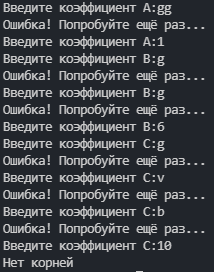 Введите коэффициент A:gg
Ошибка! Попробуйте ещё раз...
Введите коэффициент A:1
Введите коэффициент B:g
Ошибка! Попробуйте ещё раз...
Введите коэффициент B:g
Ошибка! Попробуйте ещё раз...
Введите коэффициент B:6
Введите коэффициент C:g
Ошибка! Попробуйте ещё раз...
Введите коэффициент C:v
Ошибка! Попробуйте ещё раз...
Введите коэффициент C:b
Ошибка! Попробуйте ещё раз...
Введите коэффициент C:10
Нет корней